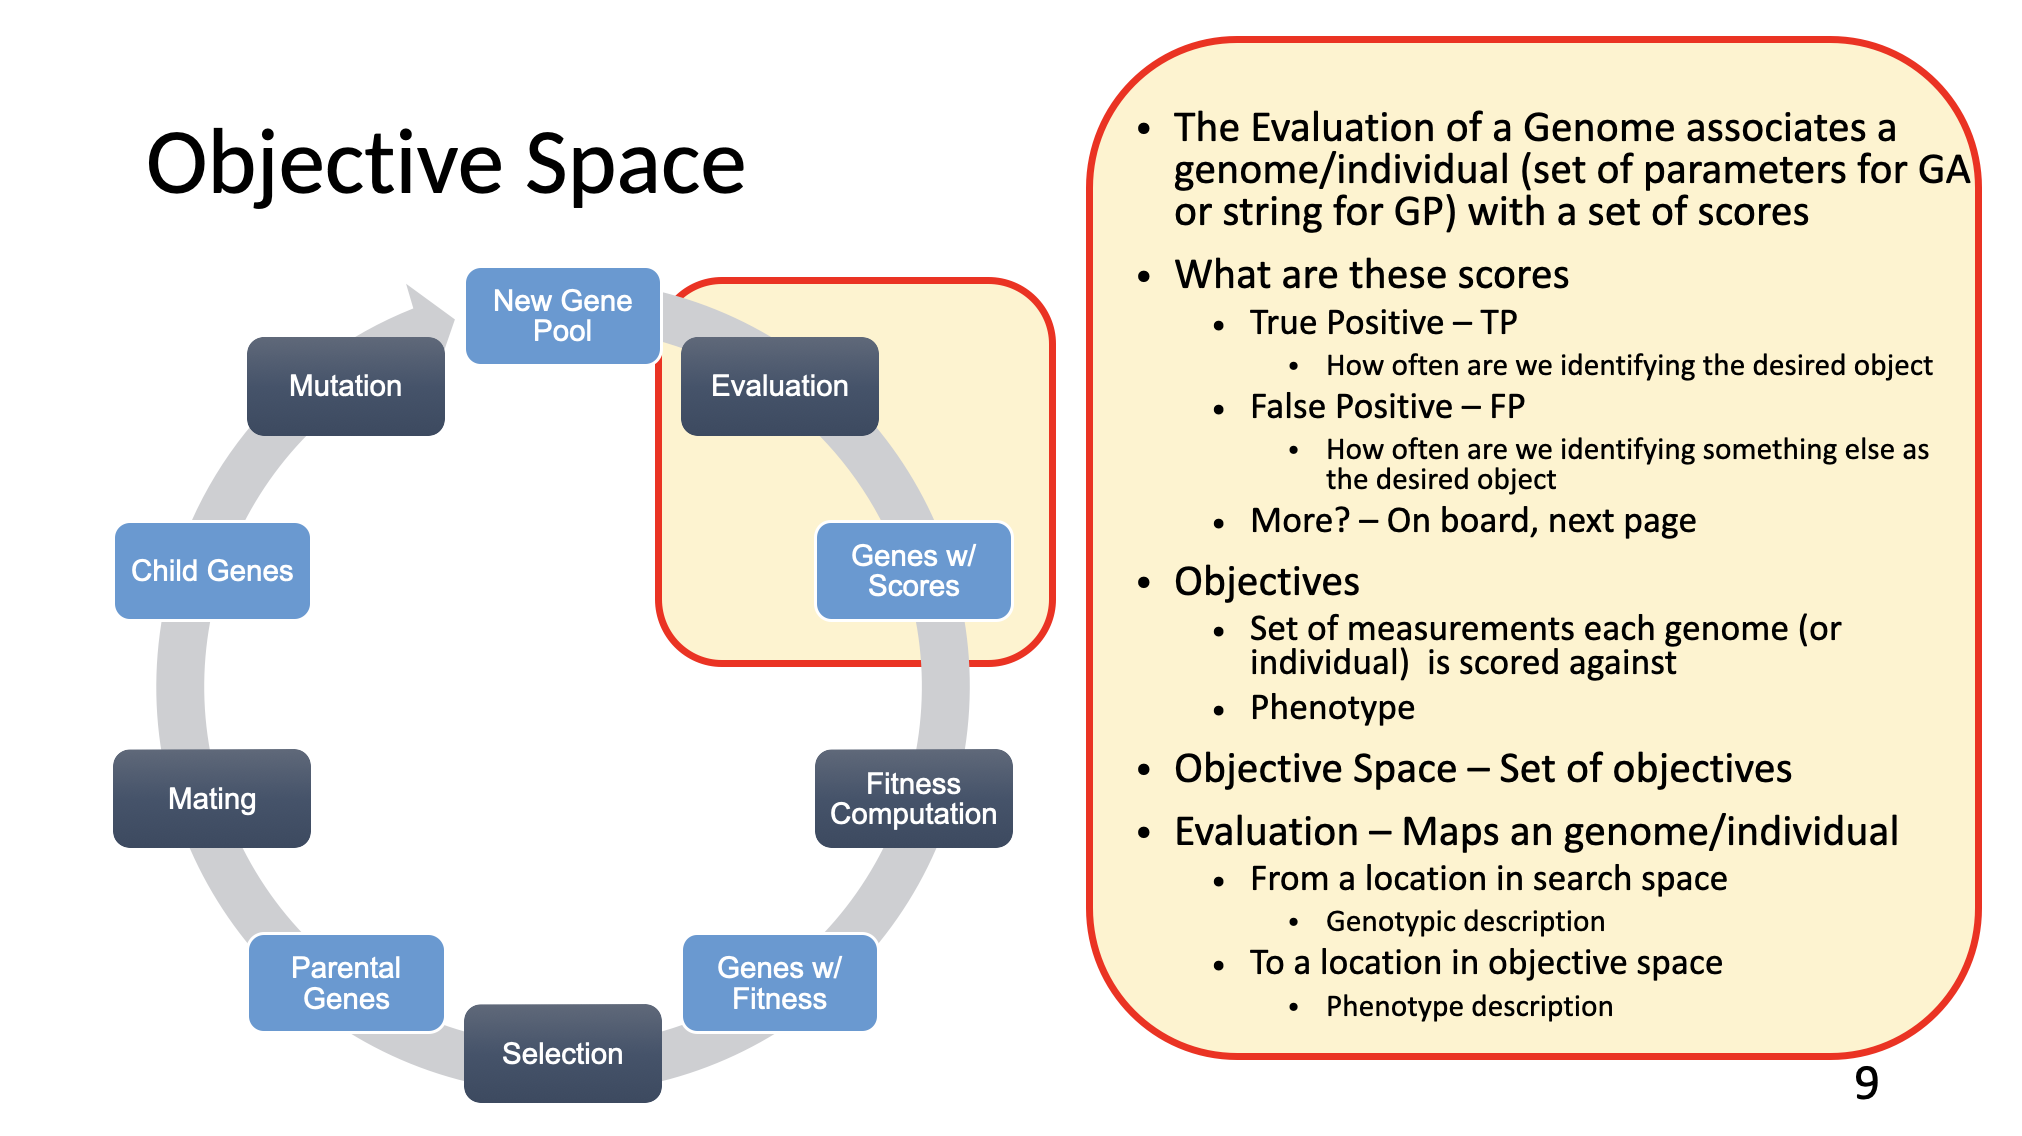 Objective Space
New Gene
Pool
Evaluation
Genes w/
Scores
Fitness
Computation
Genes w/
Fitness
Selection
Parental
Genes
Mating
Child Genes
Mutation
• The Evaluation of a Genome associates a
genome/individual (set of parameters for GA
or string for GP) with a set of scores
• What are these scores
• True Positive – TP
• How often are we identifying the desired object
• False Positive – FP
• How often are we identifying something else as
the desired object
• More? – On board, next page
• Objectives
• Set of measurements each genome (or
individual)  is scored against
• Phenotype
• Objective Space – Set of objectives
• Evaluation – Maps an genome/individual
• From a location in search space
• Genotypic description
• To a location in objective space
• Phenotype description
9